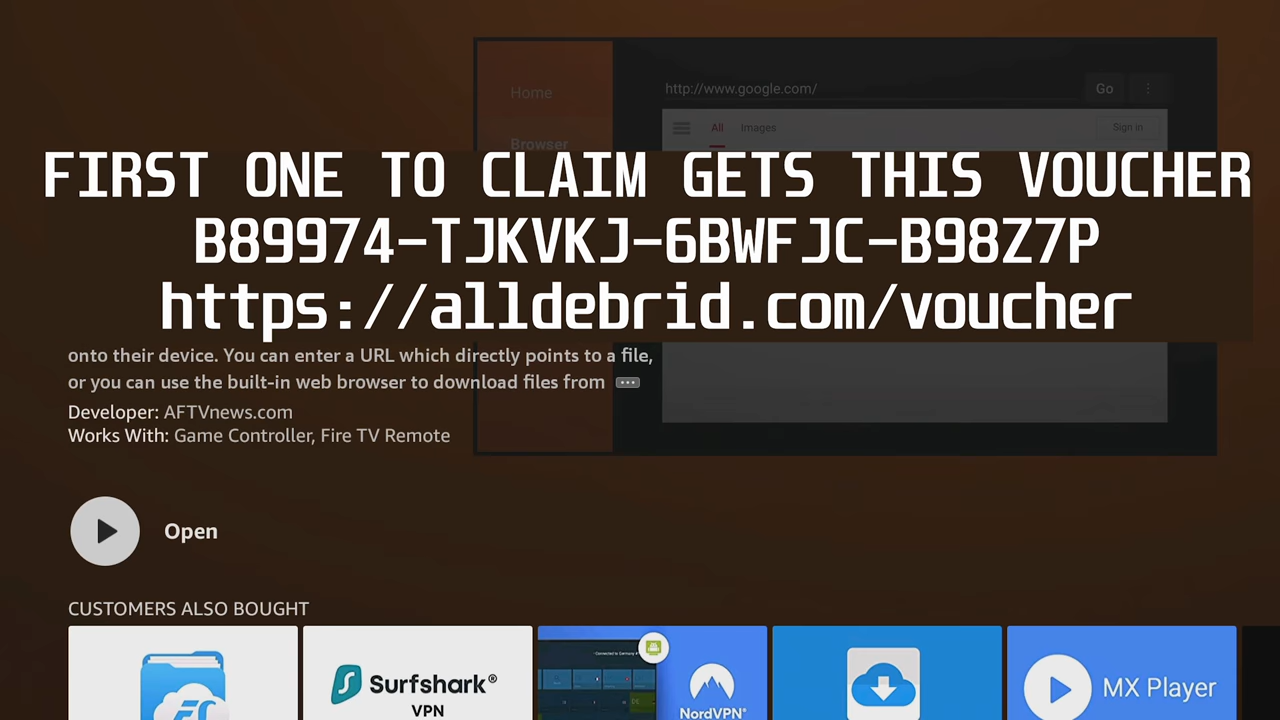 Home
http://www.google.com/
Go
All Images Sign in
Browser
FIRST ONE TO CLAIM GETS THIS VOUCHER
B89974-TJKVKJ-6BWFJC-B98Z7P
https://alldebrid.com/voucher
onto their device. You can enter a URL which directly points to a file,
or you can use the built-in web browser to download files from
Developer: AFTVnews.com
Works With: Game Controller, Fire TV Remote
Open
CUSTOMERS ALSO BOUGHT
Surfshark®
VPN
NordVPN®
MX Player